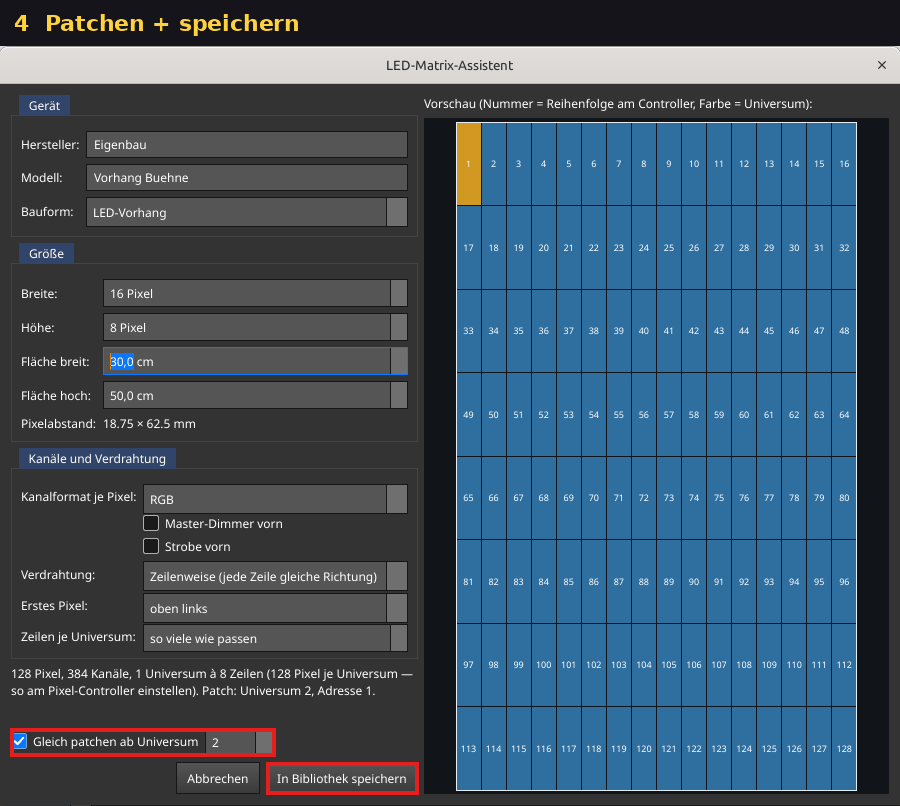 4 Patchen + speichern
LED-Matrix-Assistent
Gerät
Hersteller: Eigenbau
Modell: Vorhang Buehne
Bauform: LED-Vorhang
Größe
Breite: 16 Pixel
Höhe: 8 Pixel
Fläche breit: 30,0 cm
Fläche hoch: 50,0 cm
Pixelabstand: 18.75 × 62.5 mm
Kanäle und Verdrahtung
Kanalformat je Pixel: RGB
Master-Dimmer vorn
Strobe vorn
Verdrahtung: Zeilenweise (jede Zeile gleiche Richtung)
Erstes Pixel: oben links
Zeilen je Universum: so viele wie passen
128 Pixel, 384 Kanäle, 1 Universum à 8 Zeilen (128 Pixel je Universum —
so am Pixel-Controller einstellen). Patch: Universum 2, Adresse 1.
Gleich patchen ab Universum 2
Abbrechen In Bibliothek speichern
Vorschau (Nummer = Reihenfolge am Controller, Farbe = Universum):
1 2 3 4 5 6 7 8 9 10 11 12 13 14 15 16
17 18 19 20 21 22 23 24 25 26 27 28 29 30 31 32
33 34 35 36 37 38 39 40 41 42 43 44 45 46 47 48
49 50 51 52 53 54 55 56 57 58 59 60 61 62 63 64
65 66 67 68 69 70 71 72 73 74 75 76 77 78 79 80
81 82 83 84 85 86 87 88 89 90 91 92 93 94 95 96
97 98 99 100 101 102 103 104 105 106 107 108 109 110 111 112
113 114 115 116 117 118 119 120 121 122 123 124 125 126 127 128